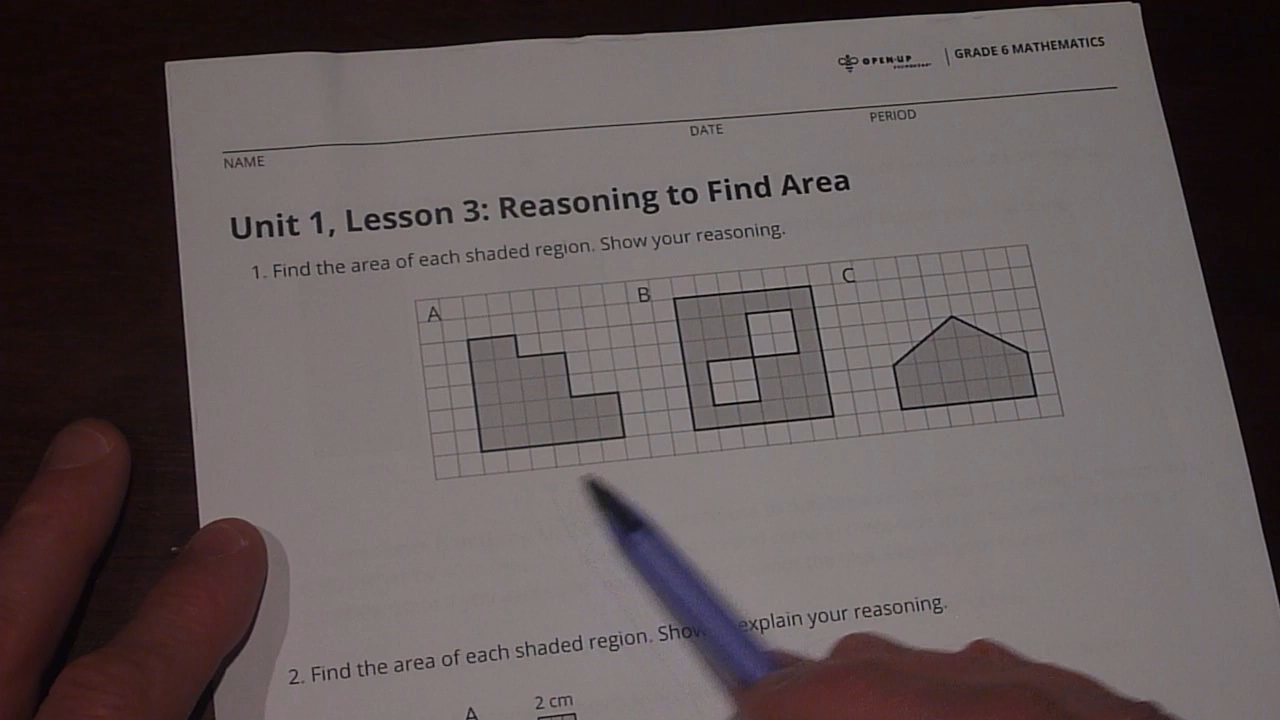 OPEN-UP | GRADE 6 MATHEMATICS
NAME DATE PERIOD
Unit 1, Lesson 3: Reasoning to Find Area
1. Find the area of each shaded region. Show your reasoning.
A B C
2. Find the area of each shaded region. explain your reasoning.
A 2 cm